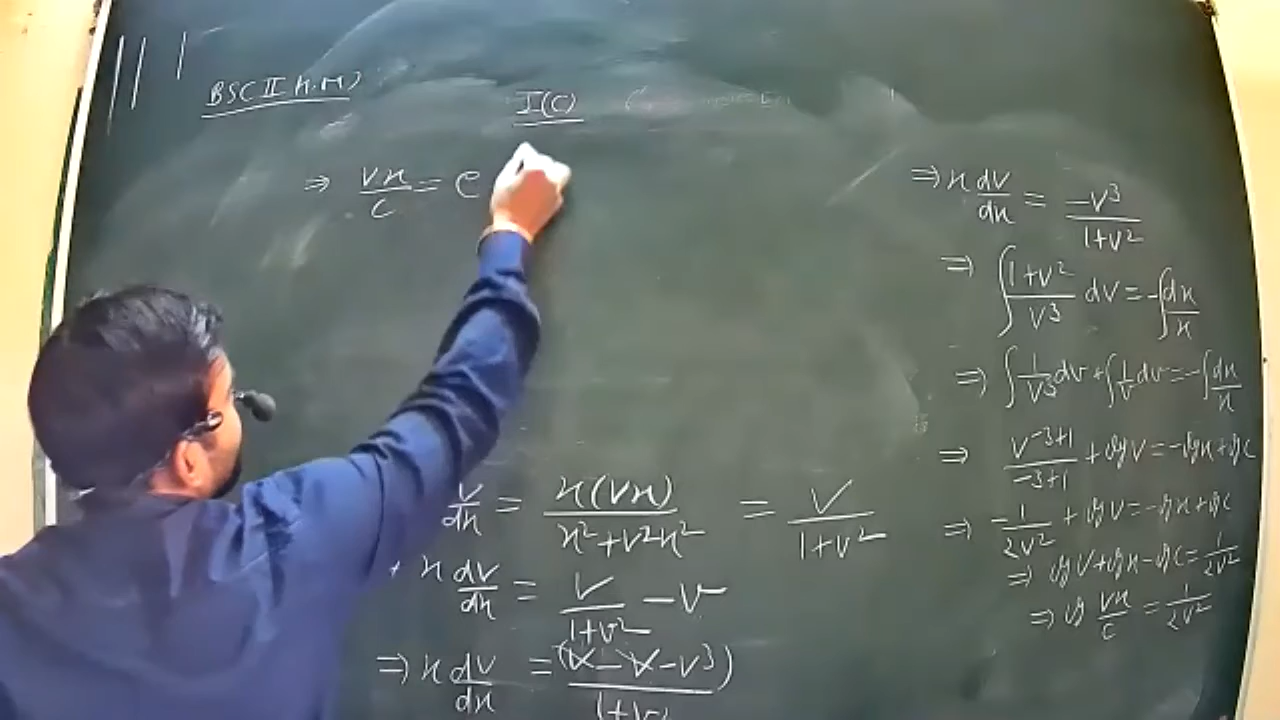 BSC II (H.M)
I(C)
⇒ vx/c = e
v/dx = x(vx)/x²+v²x² = v/1+v²
+ x dv/dx = v/1+v² - v
⇒ x dv/dx = (v-v-v³)/1+v
⇒ x dv/dx = -v³/1+v²
⇒ ∫ 1+v²/v³ dv = -∫ dx/x
⇒ ∫ 1/v³ dv + ∫ 1/v dv = -∫ dx/x
⇒ v⁻³⁺¹/-3+1 + log v = -log x + log c
⇒ -1/2v² + log v = -log x + log c
⇒ log v + log x - log c = 1/2v²
⇒ log vx/c = 1/2v²